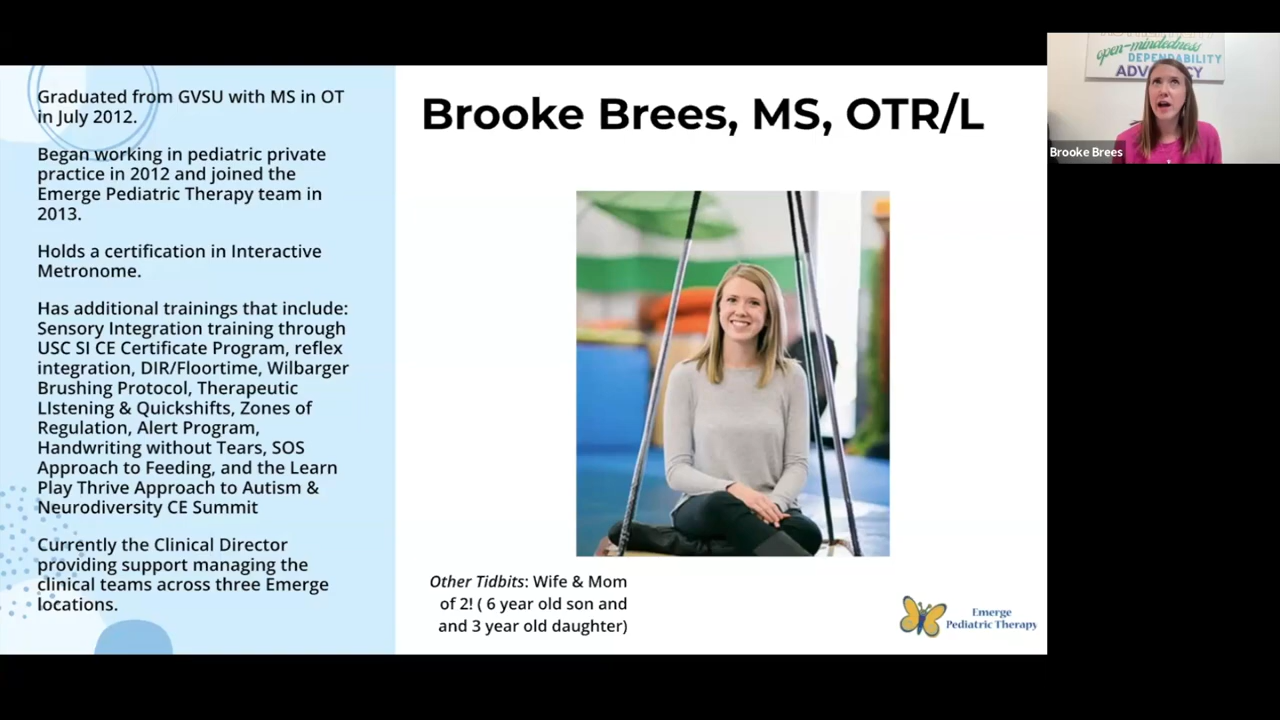 Graduated from GVSU with MS in OT
in July 2012.
Began working in pediatric private
practice in 2012 and joined the
Emerge Pediatric Therapy team in
2013.
Holds a certification in Interactive
Metronome.
Has additional trainings that include:
Sensory Integration training through
USC SI CE Certificate Program, reflex
integration, DIR/Floortime, Wilbarger
Brushing Protocol, Therapeutic
LIstening & Quickshifts, Zones of
Regulation, Alert Program,
Handwriting without Tears, SOS
Approach to Feeding, and the Learn
Play Thrive Approach to Autism &
Neurodiversity CE Summit
Currently the Clinical Director
providing support managing the
clinical teams across three Emerge
locations.
Brooke Brees, MS, OTR/L
Other Tidbits: Wife & Mom
of 2! ( 6 year old son and
and 3 year old daughter)
Emerge
Pediatric Therapy
open-mindedness
DEPENDABILITY
Brooke Brees